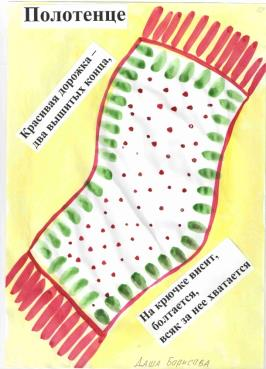 Полотенце
Красивая дорожка –
два вышитых конца,
На крючке висит,
болтается,
всяк за нее хватается
Даша Борисова